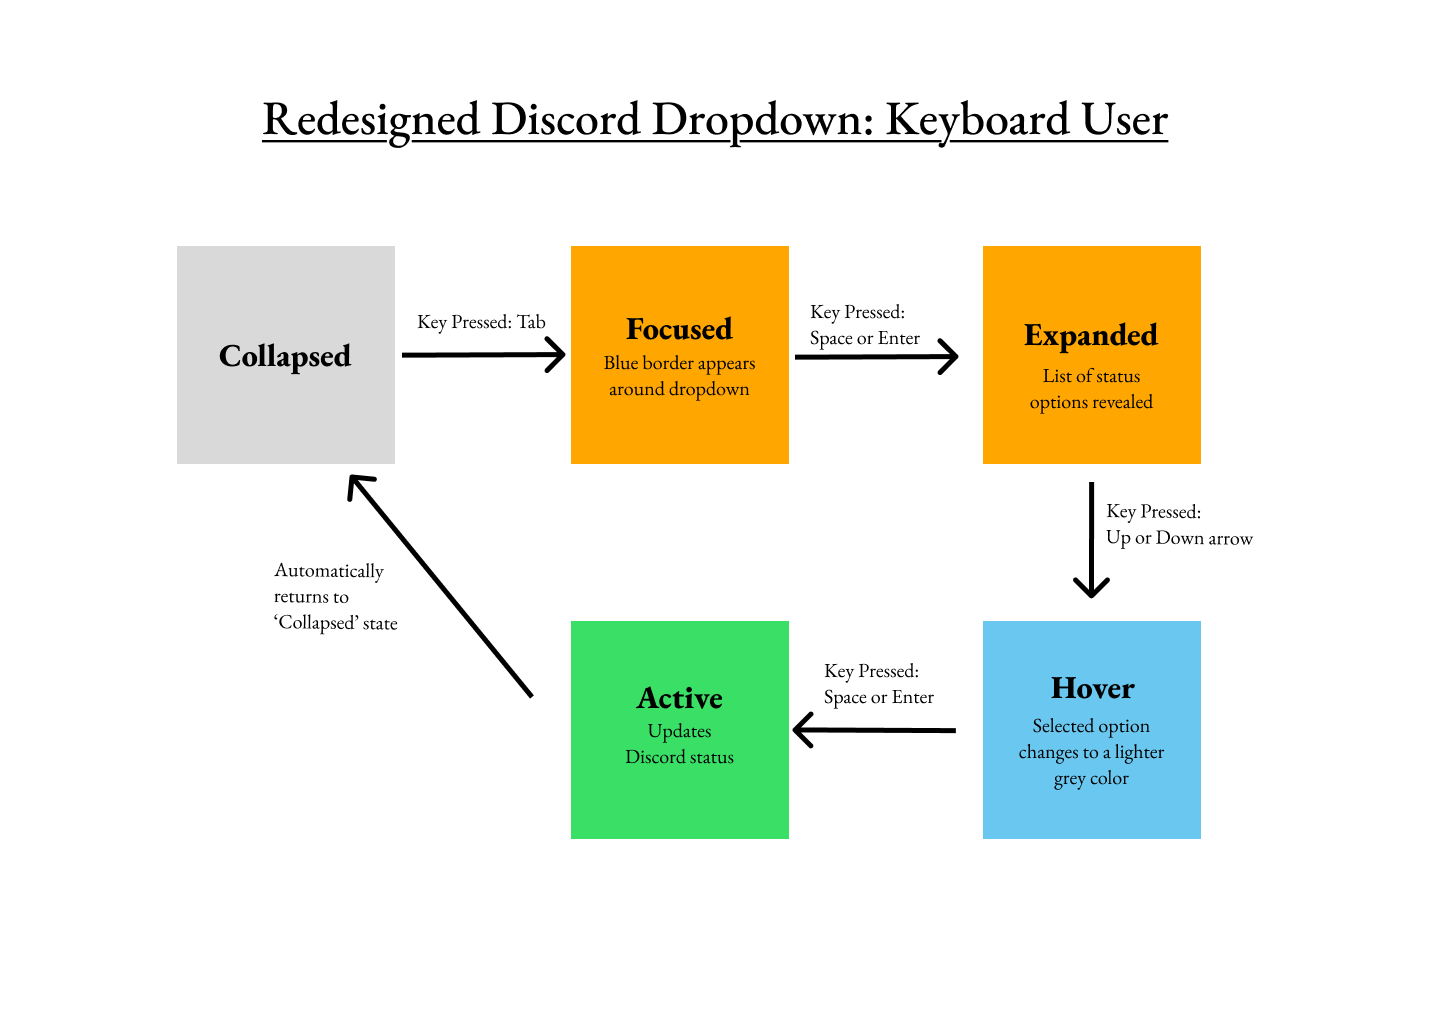 Redesigned Discord Dropdown: Keyboard User
Collapsed
Key Pressed: Tab
Focused
Blue border appears
around dropdown
Key Pressed:
Space or Enter
Expanded
List of status
options revealed
Key Pressed:
Up or Down arrow
Hover
Selected option
changes to a lighter
grey color
Key Pressed:
Space or Enter
Active
Updates
Discord status
Automatically
returns to
‘Collapsed’ state